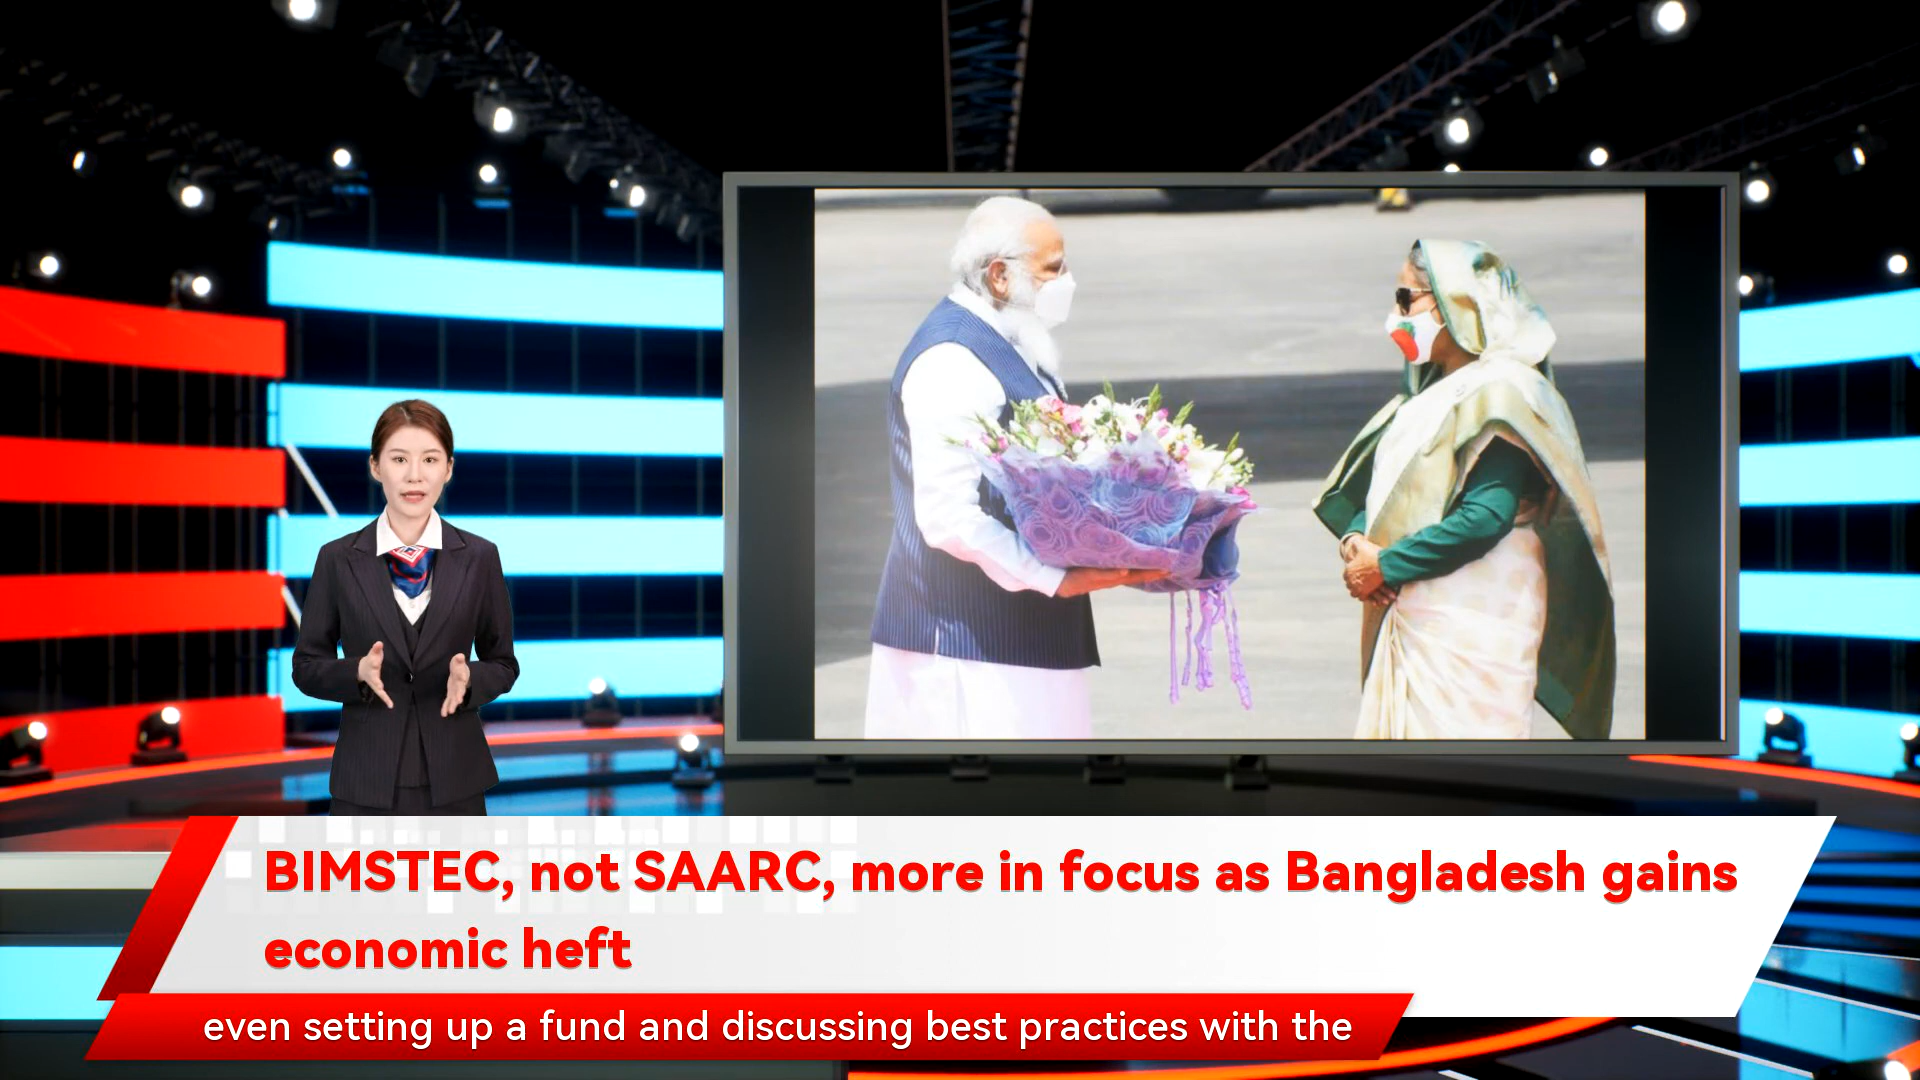 BIMSTEC, not SAARC, more in focus as Bangladesh gains
economic heft
even setting up a fund and discussing best practices with the